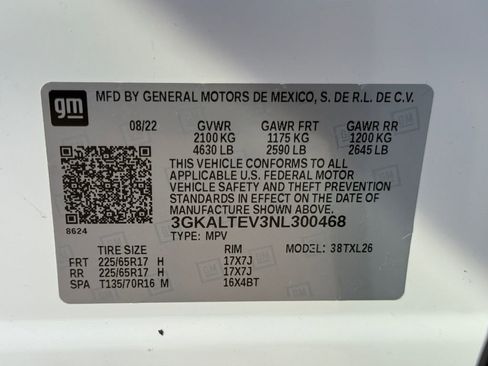 gm MFD BY GENERAL MOTORS DE MEXICO, S. DE R.L. DE C.V.
08/22 GVWR GAWR FRT GAWR RR
2100 KG 1175 KG 1200 KG
4630 LB 2590 LB 2645 LB
THIS VEHICLE CONFORMS TO ALL
APPLICABLE U.S. FEDERAL MOTOR
VEHICLE SAFETY AND THEFT PREVENTION
STANDARDS IN EFFECT ON THE DATE OF
MANUFACTURE SHOWN ABOVE.
8624 3GKALTEV3NL300468
TYPE: MPV MODEL: 38TXL26
TIRE SIZE RIM
FRT 225/65R17 H 17X7J
RR 225/65R17 H 17X7J
SPA T135/70R16 M 16X4BT